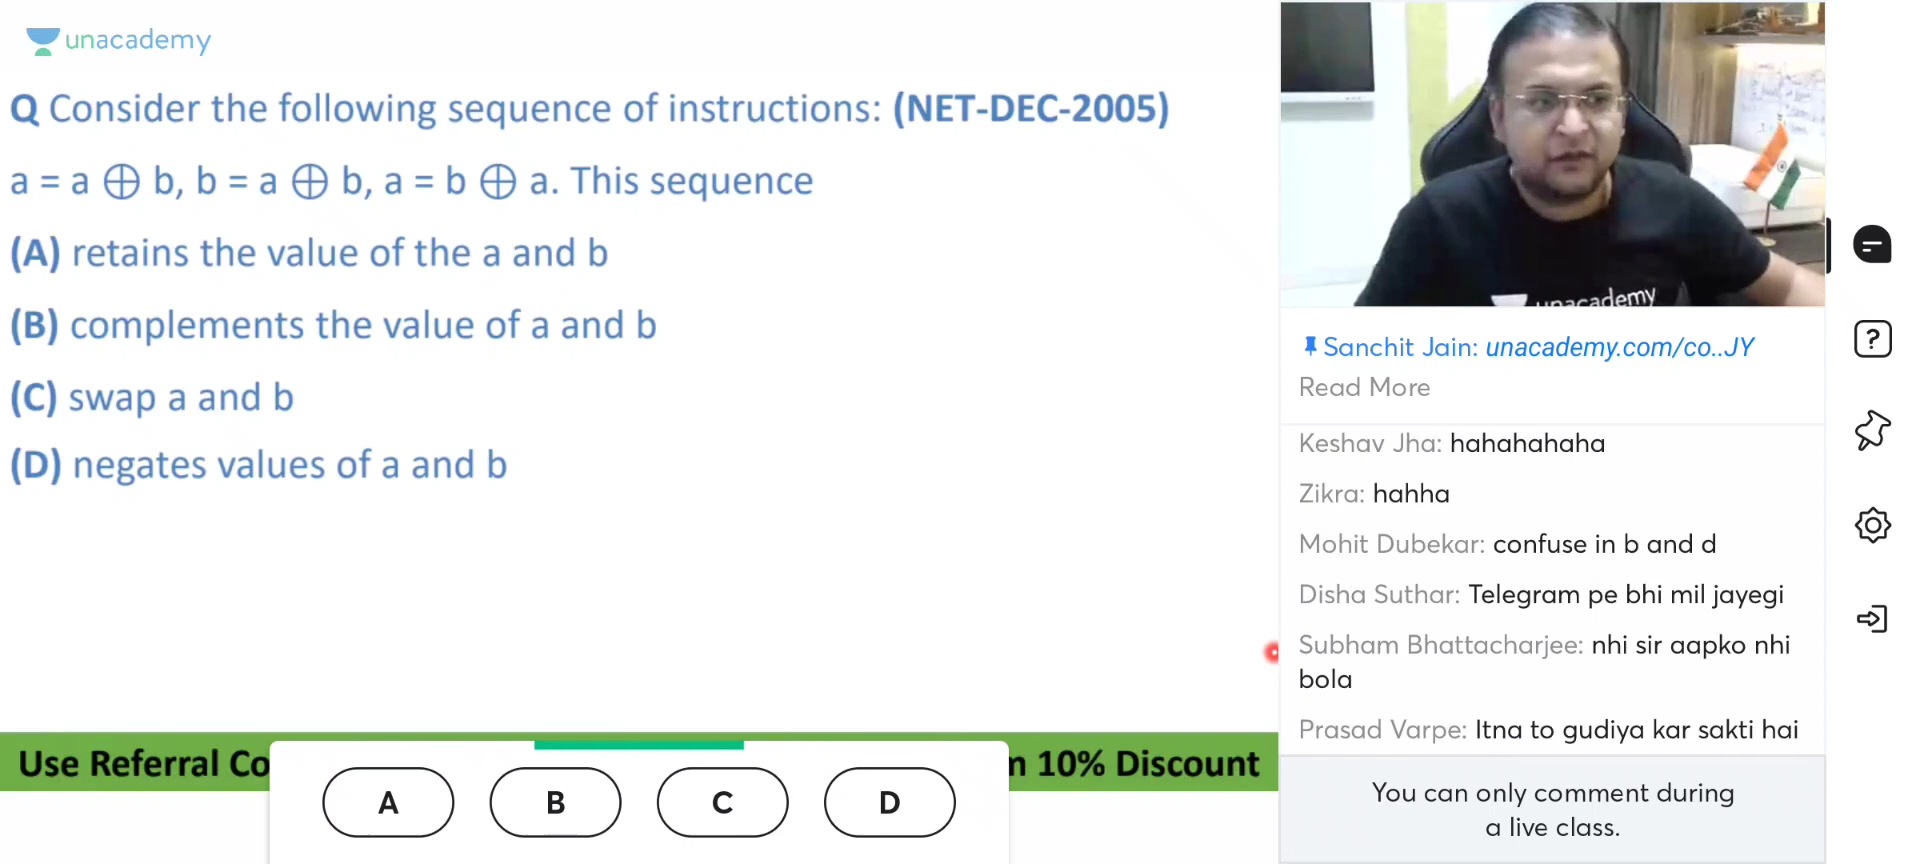 unacademy
Q Consider the following sequence of instructions: (NET-DEC-2005)
a = a ⊕ b, b = a ⊕ b, a = b ⊕ a. This sequence
(A) retains the value of the a and b
(B) complements the value of a and b
(C) swap a and b
(D) negates values of a and b
Use Referral Co
10% Discount
A
B
C
D
unacademy
Sanchit Jain: unacademy.com/co..JY
Read More
Keshav Jha: hahahahaha
Zikra: hahha
Mohit Dubekar: confuse in b and d
Disha Suthar: Telegram pe bhi mil jayegi
Subham Bhattacharjee: nhi sir aapko nhi
bola
Prasad Varpe: Itna to gudiya kar sakti hai
You can only comment during
a live class.
?